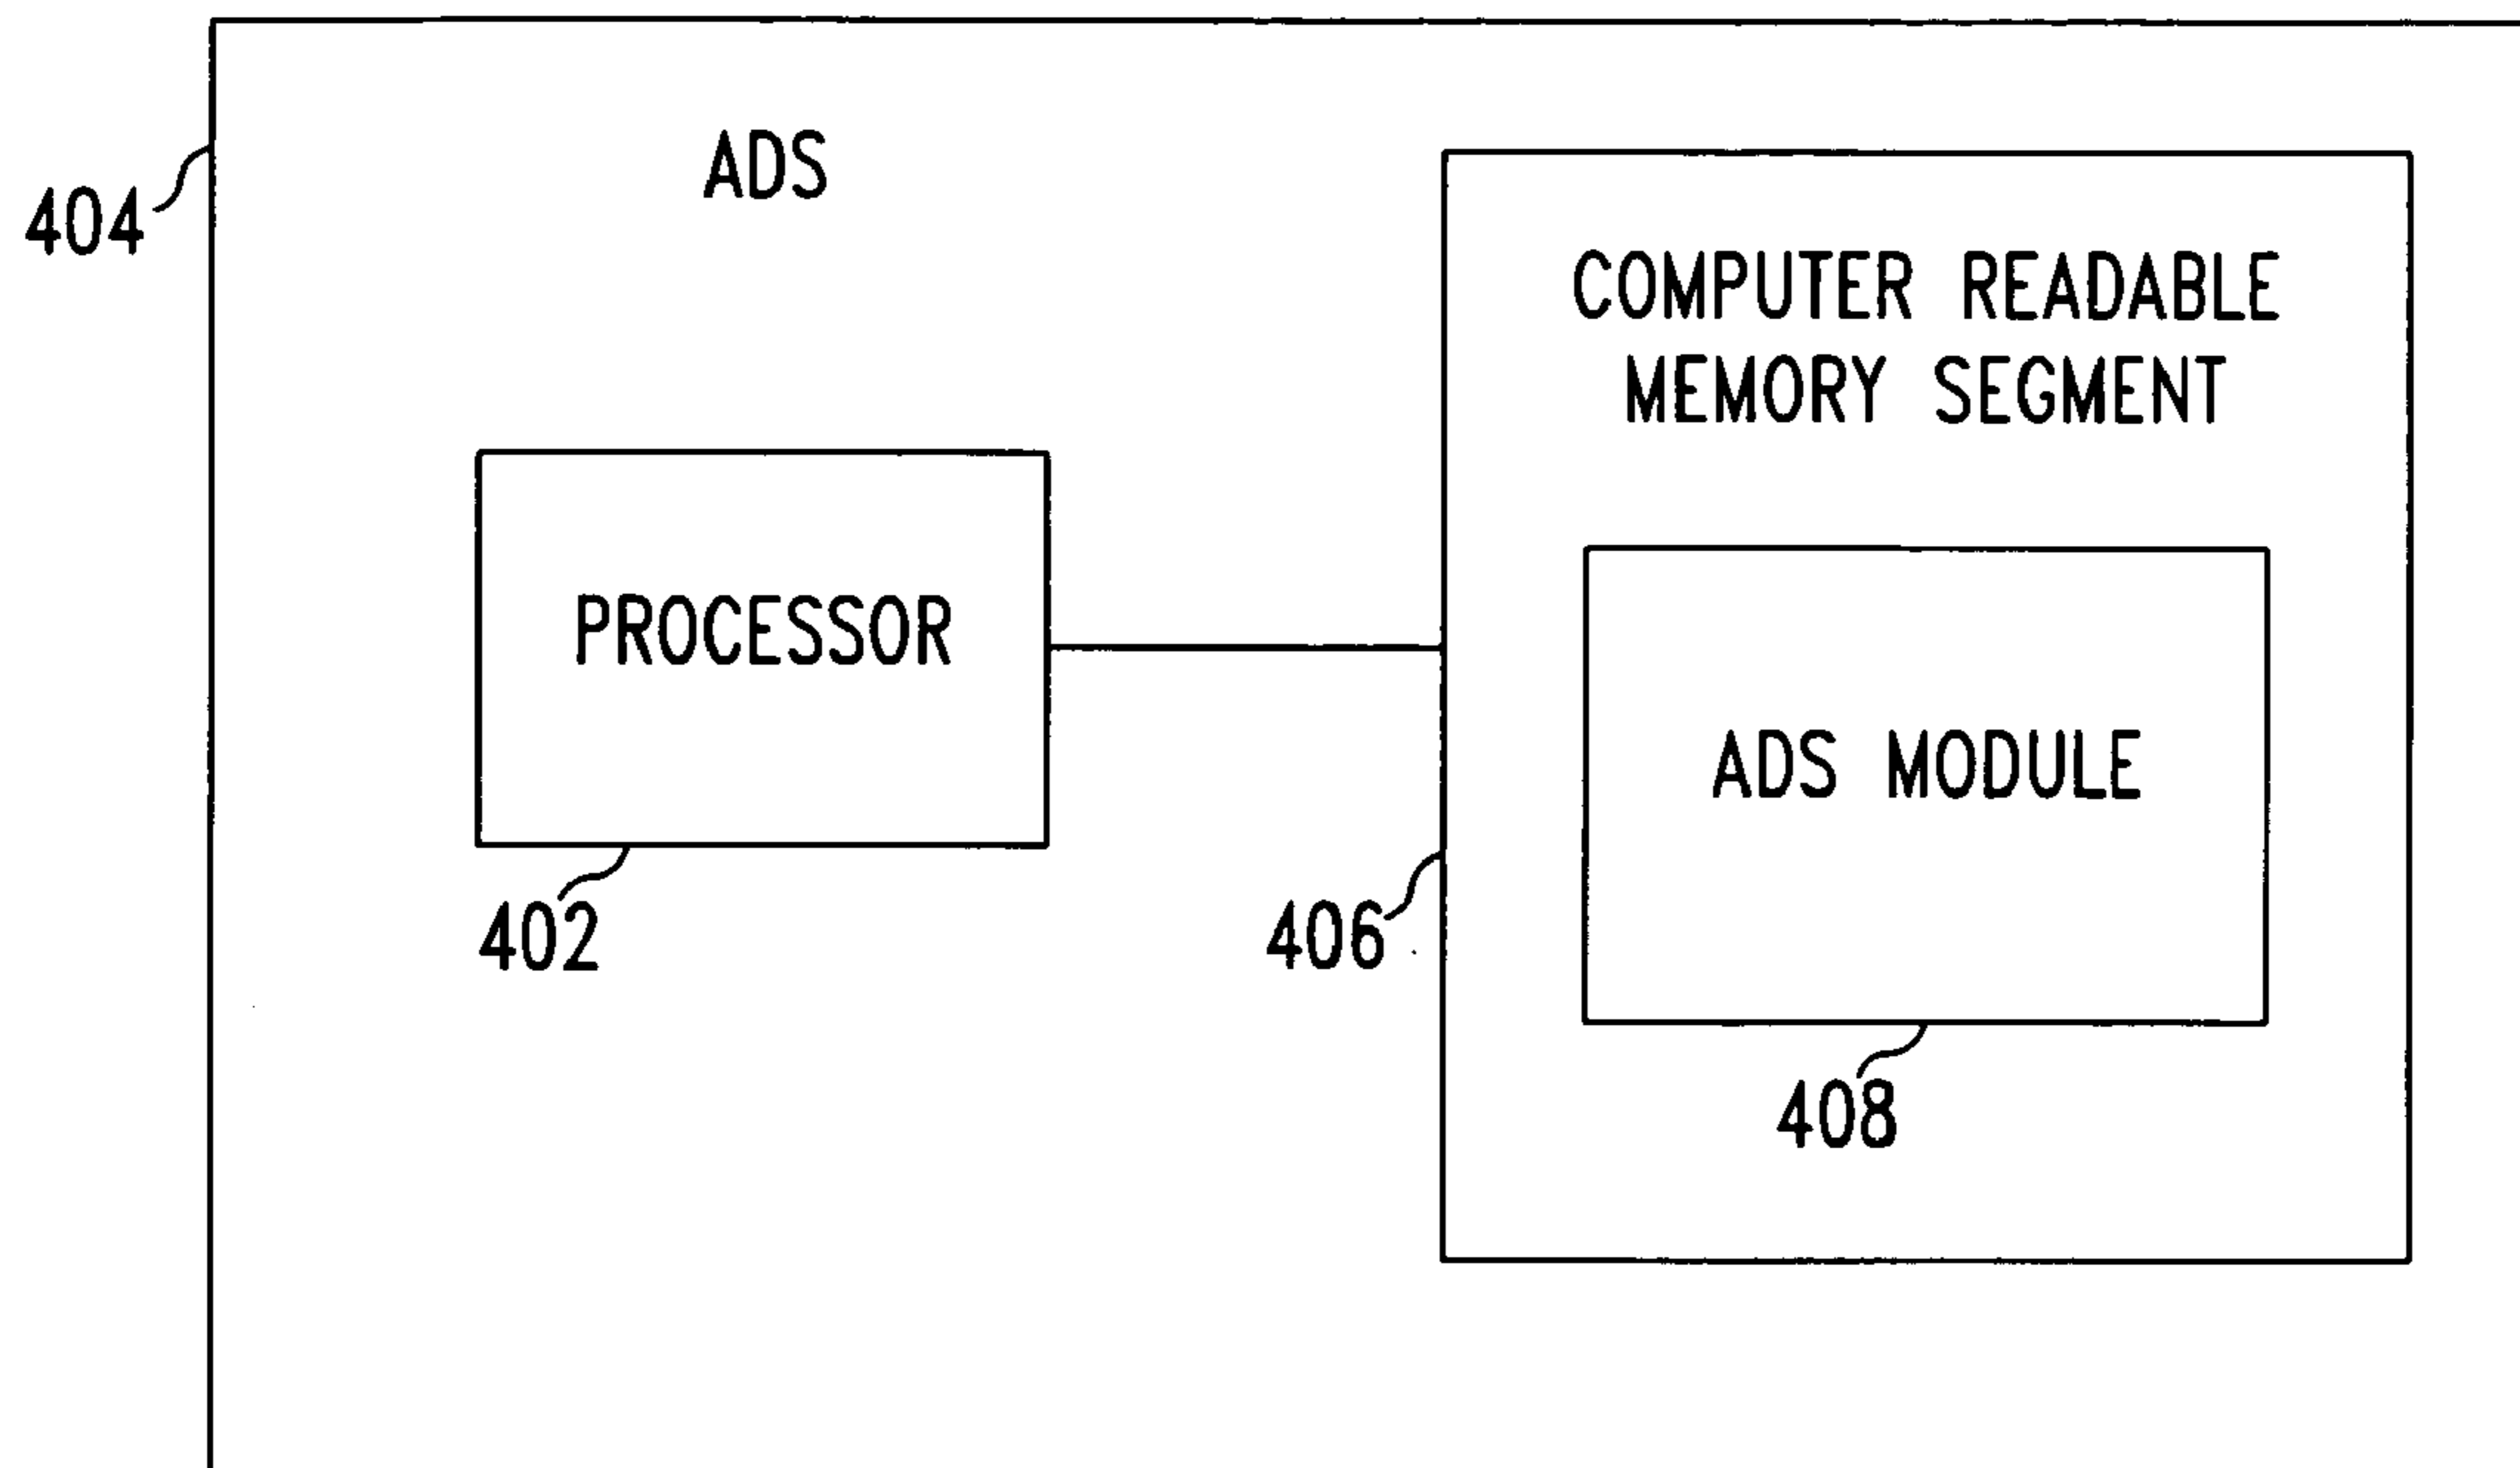 ADS
404
COMPUTER READABLE
MEMORY SEGMENT
PROCESSOR
ADS MODULE
402
406
408